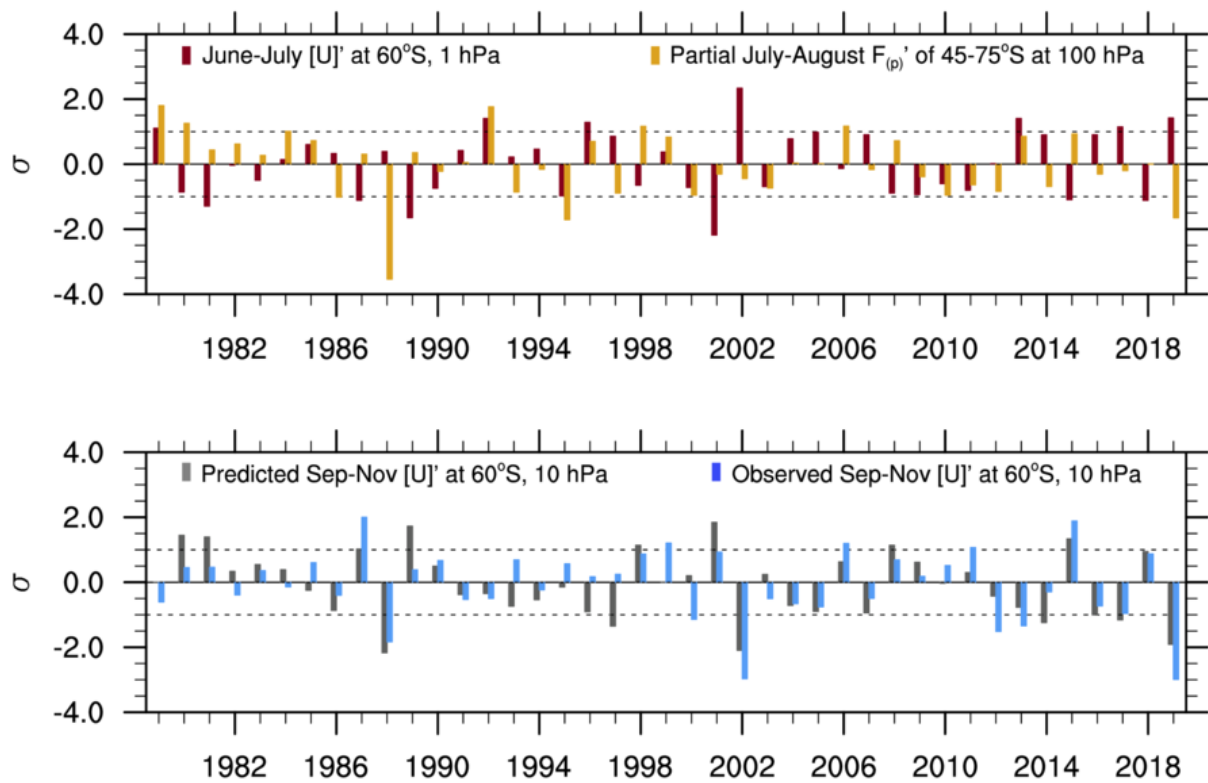 4.0
June-July [U]' at 60°S, 1 hPa
Partial July-August F(p)' of 45-75°S at 100 hPa
2.0
σ
0.0
-2.0
-4.0
1982 1986 1990 1994 1998 2002 2006 2010 2014 2018
4.0
Predicted Sep-Nov [U]' at 60°S, 10 hPa
Observed Sep-Nov [U]' at 60°S, 10 hPa
2.0
σ
0.0
-2.0
-4.0
1982 1986 1990 1994 1998 2002 2006 2010 2014 2018